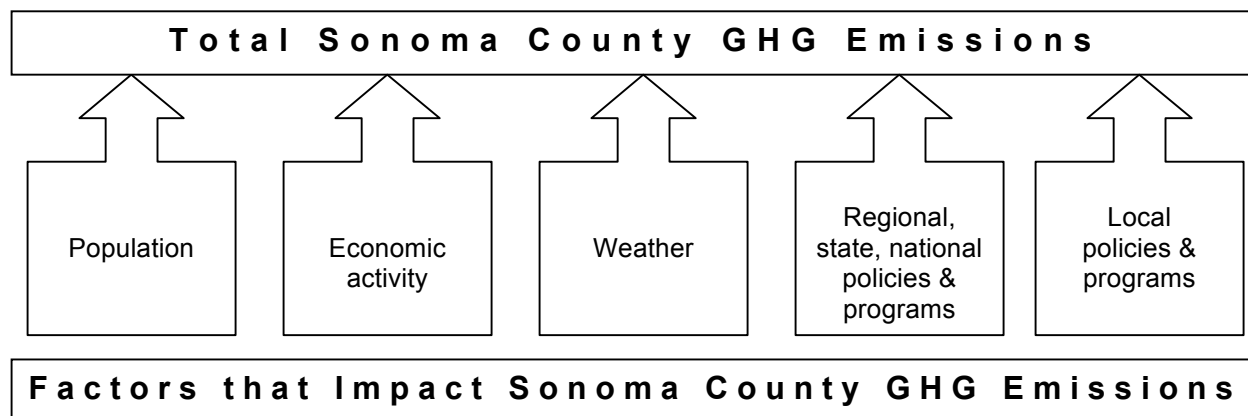 Total Sonoma County GHG Emissions
Population
Economic
activity
Weather
Regional,
state, national
policies &
programs
Local
policies &
programs
Factors that Impact Sonoma County GHG Emissions